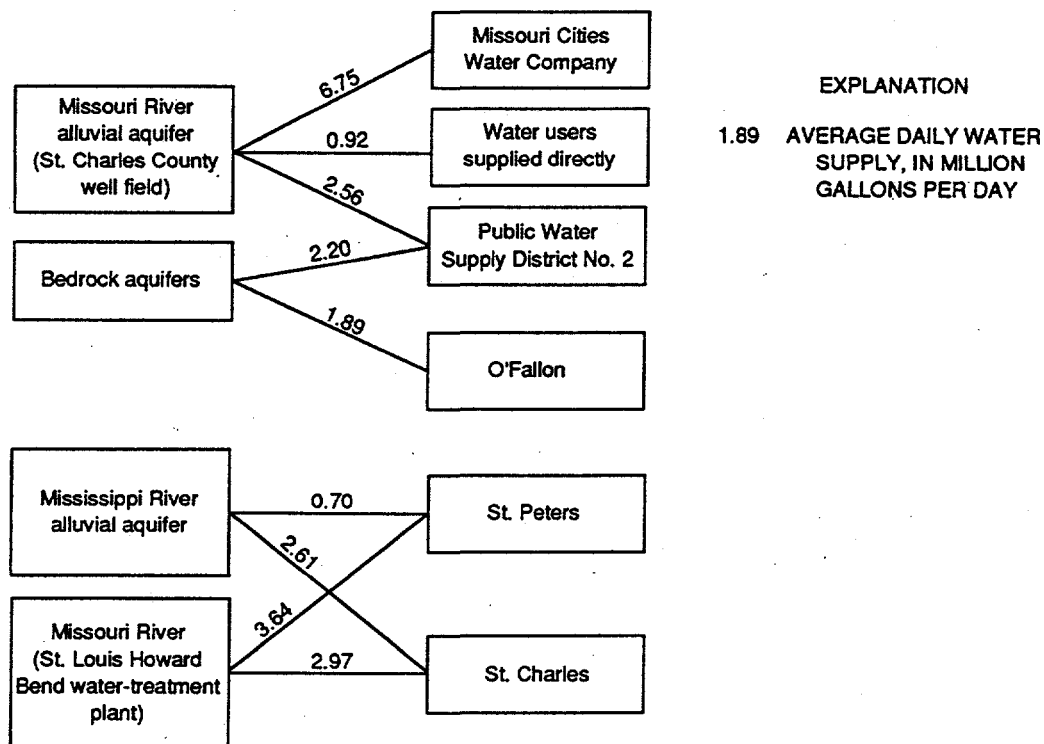 Missouri Cities
Water Company
EXPLANATION
6.75
Missouri River
alluvial aquifer
(St. Charles County
well field)
0.92
Water users
supplied directly
1.89 AVERAGE DAILY WATER
SUPPLY, IN MILLION
GALLONS PER DAY
2.56
Public Water
Supply District No. 2
2.20
Bedrock aquifers
1.89
O'Fallon
Mississippi River
alluvial aquifer
0.70
St. Peters
2.61
3.64
Missouri River
(St. Louis Howard
Bend water-treatment
plant)
2.97
St. Charles